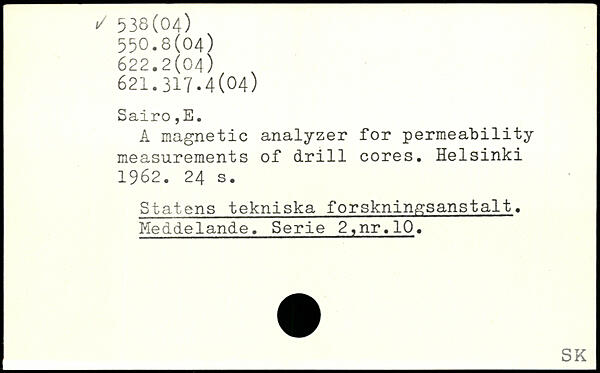 ✓ 538(04)
550.8(04)
622.2(04)
621.317.4(04)
Sairo,E.
A magnetic analyzer for permeability
measurements of drill cores. Helsinki
1962. 24 s.
Statens tekniska forskningsanstalt.
Meddelande. Serie 2,nr.10.
SK